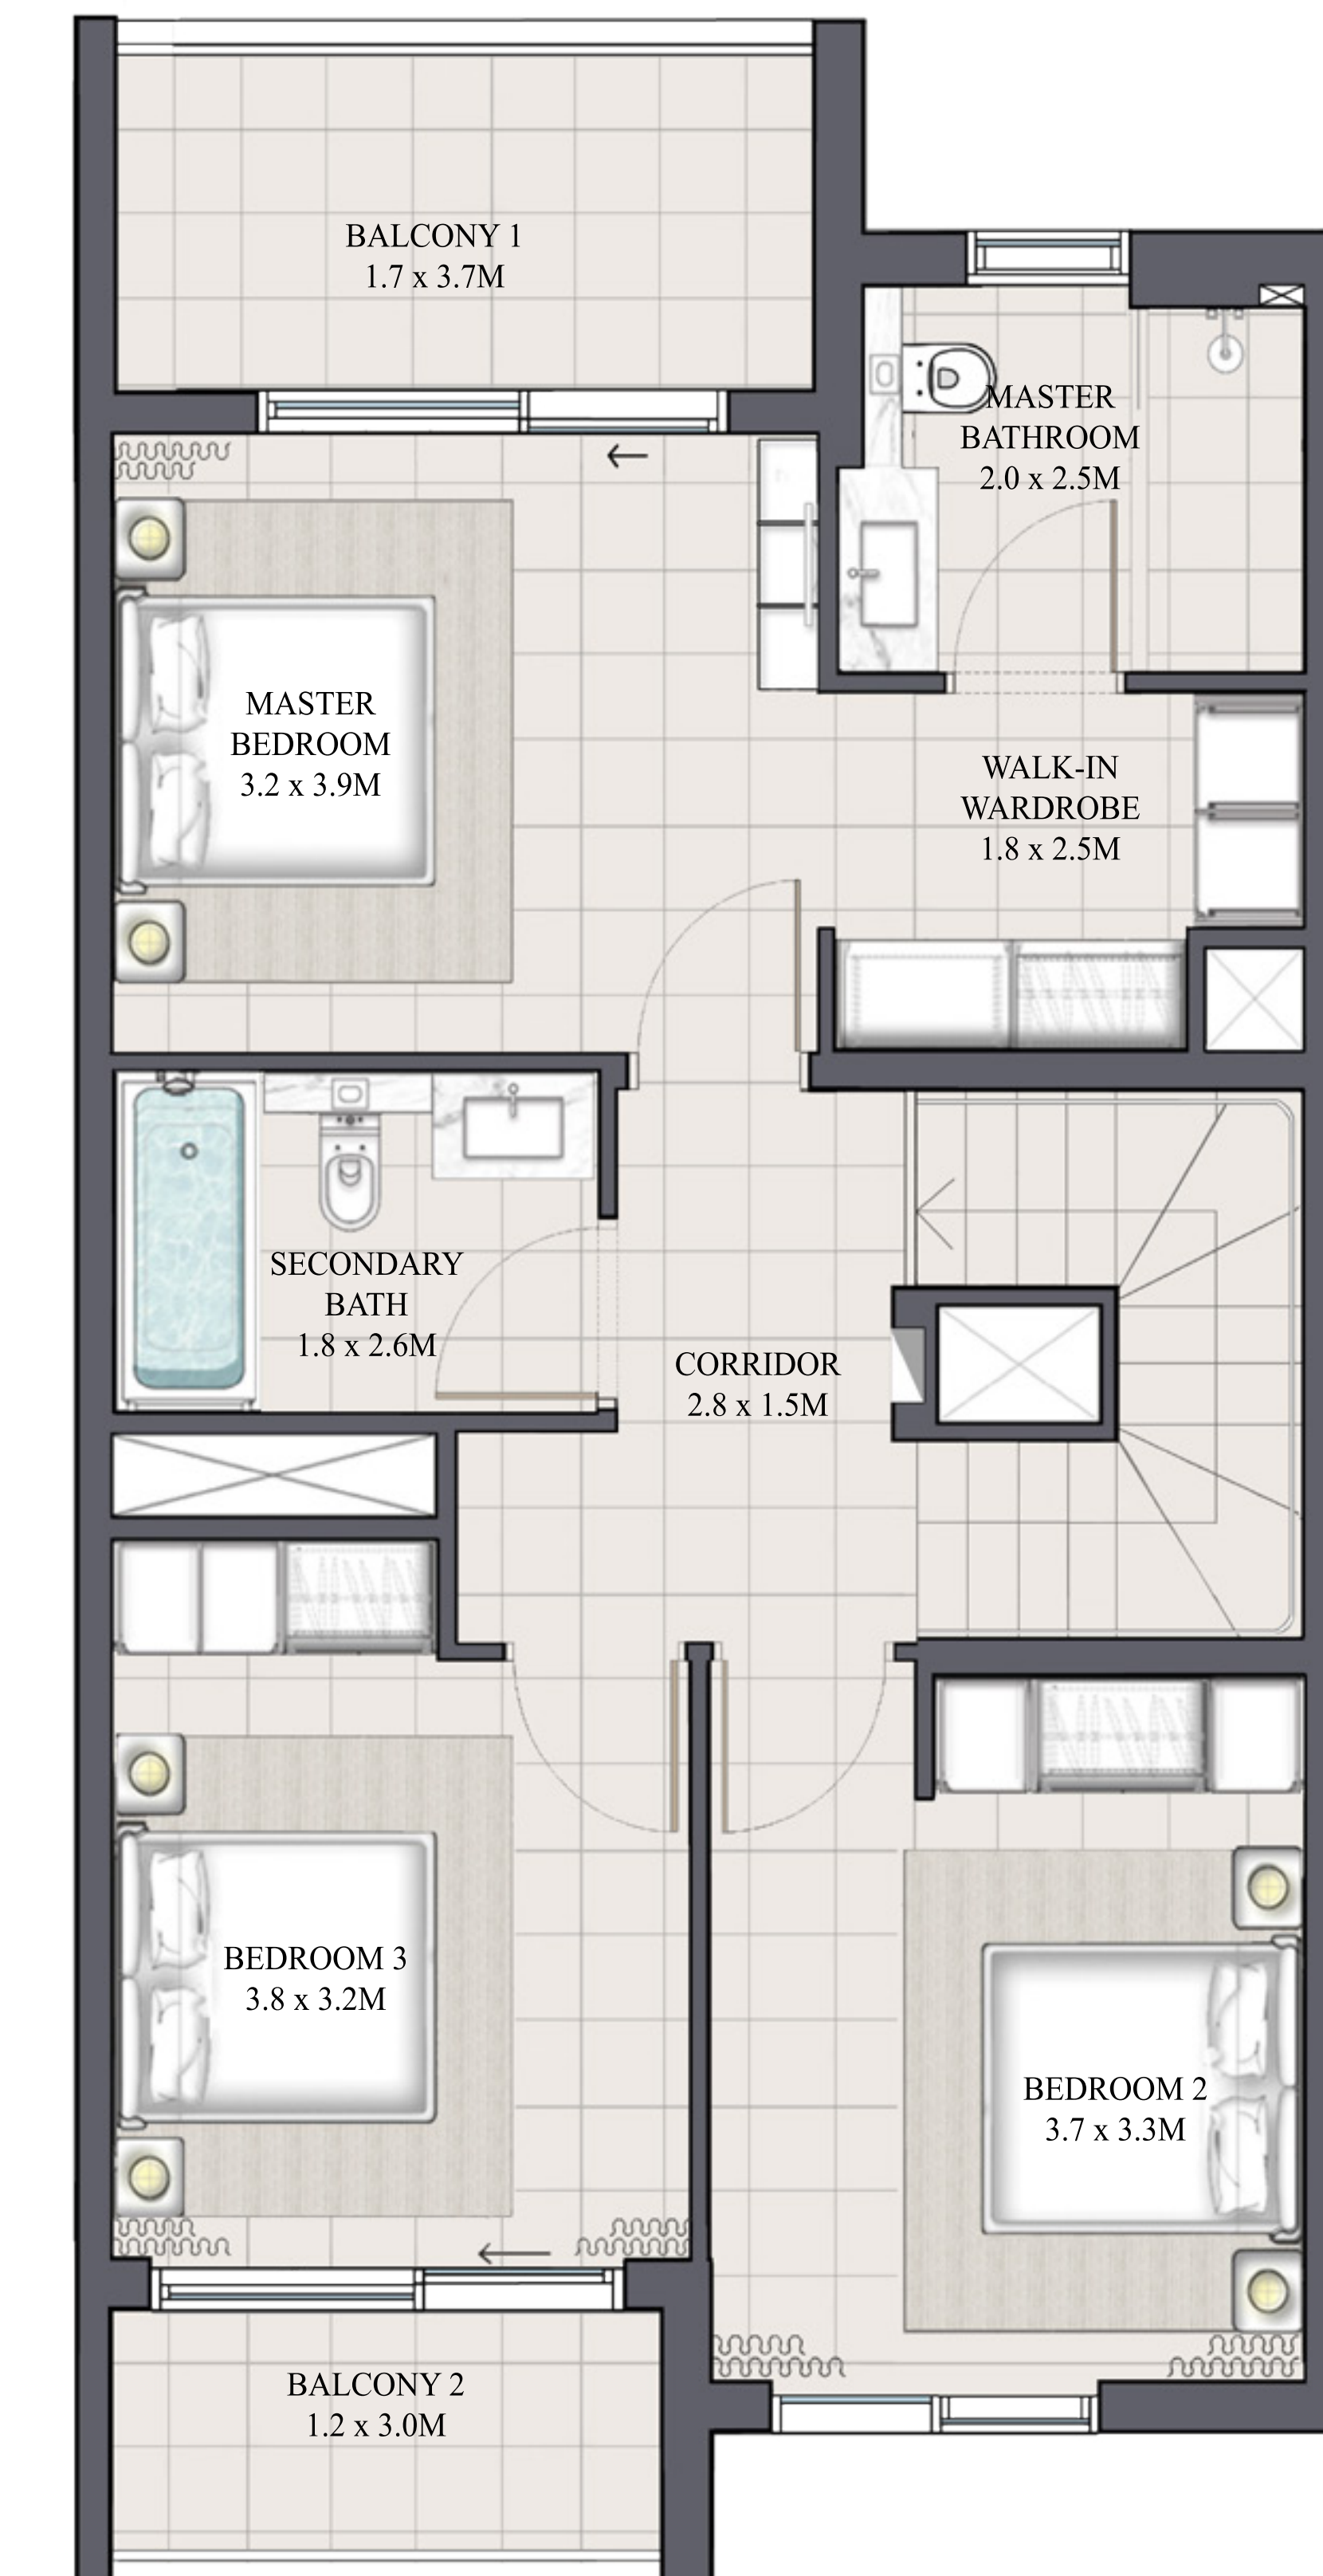 BALCONY 1
1.7 x 3.7M
MASTER
BATHROOM
2.0 x 2.5M
MASTER
BEDROOM
3.2 x 3.9M
WALK-IN
WARDROBE
1.8 x 2.5M
SECONDARY
BATH
1.8 x 2.6M
CORRIDOR
2.8 x 1.5M
BEDROOM 3
3.8 x 3.2M
BEDROOM 2
3.7 x 3.3M
BALCONY 2
1.2 x 3.0M